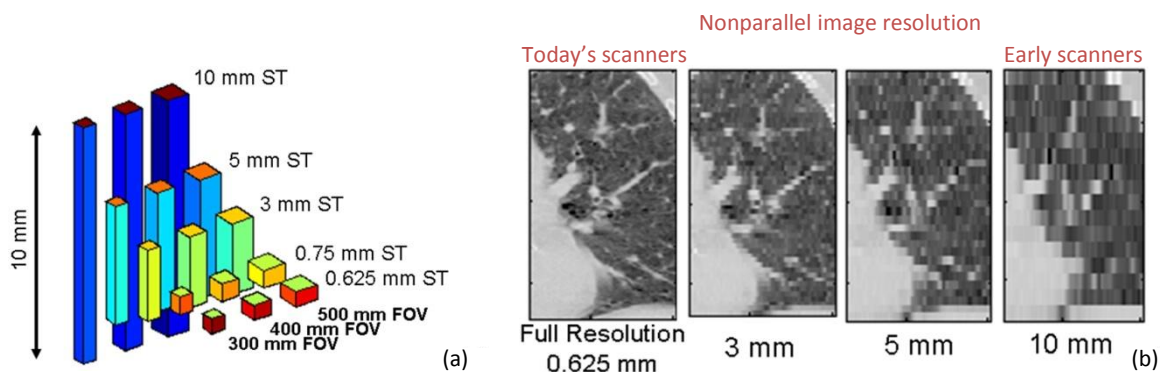 10 mm ST
5 mm ST
3 mm ST
0.75 mm ST
0.625 mm ST
500 mm FOV
400 mm FOV
300 mm FOV
10 mm
(a)
Nonparallel image resolution
Today’s scanners
Early scanners
Full Resolution
0.625 mm
3 mm
5 mm
10 mm
(b)